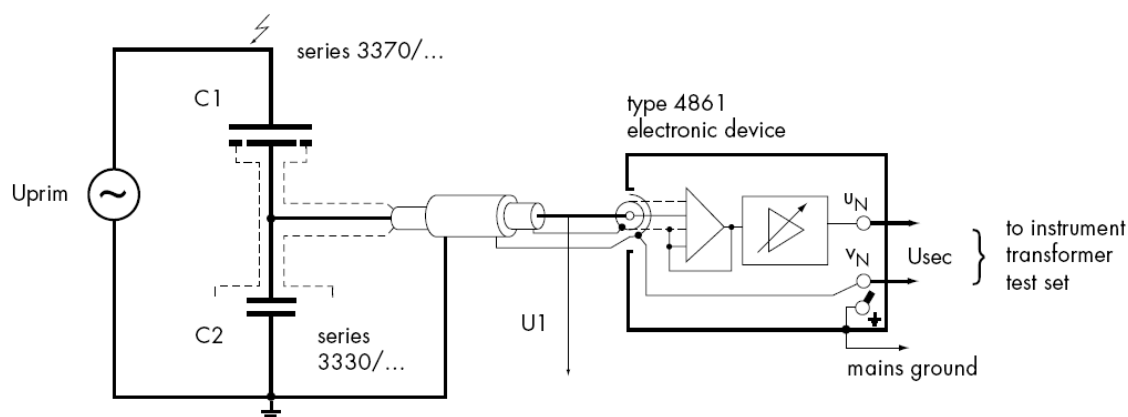 series 3370/...
C1
type 4861
electronic device
Uprim
~
uN
vN
Usec
to instrument
transformer
test set
U1
C2
series
3330/...
mains ground